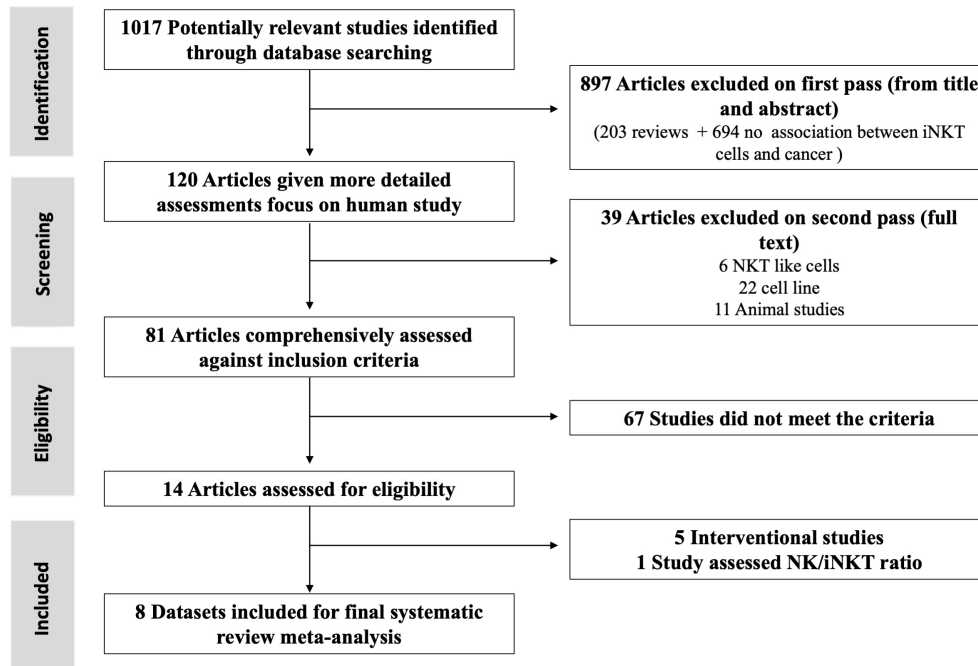 Identification
1017 Potentially relevant studies identified
through database searching
897 Articles excluded on first pass (from title
and abstract)
(203 reviews + 694 no association between iNKT
cells and cancer )
Screening
120 Articles given more detailed
assessments focus on human study
39 Articles excluded on second pass (full
text)
6 NKT like cells
22 cell line
11 Animal studies
81 Articles comprehensively assessed
against inclusion criteria
Eligibility
67 Studies did not meet the criteria
14 Articles assessed for eligibility
Included
5 Interventional studies
1 Study assessed NK/iNKT ratio
8 Datasets included for final systematic
review meta-analysis